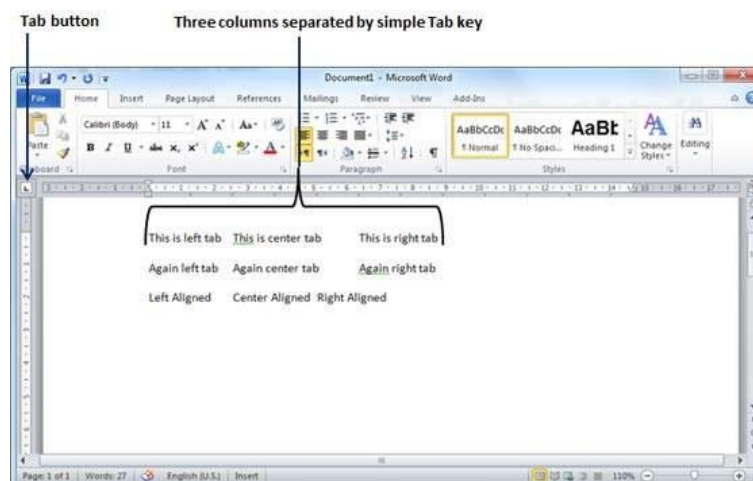 Tab button Three columns separated by simple Tab key
Document1 - Microsoft Word
File Home Insert Page Layout References Mailings Review View Add-Ins
Calibri (Body) 11 A A Aa
AaBbCcDc AaBbCcDc AaBb
B I U abc x, x² A A
¶ Normal ¶ No Spac... Heading 1 Change Styles Editing
Paste
Font Paragraph Styles
This is left tab This is center tab This is right tab
Again left tab Again center tab Again right tab
Left Aligned Center Aligned Right Aligned
Page: 1 of 1 Words: 27 English (U.S.) Insert 110%